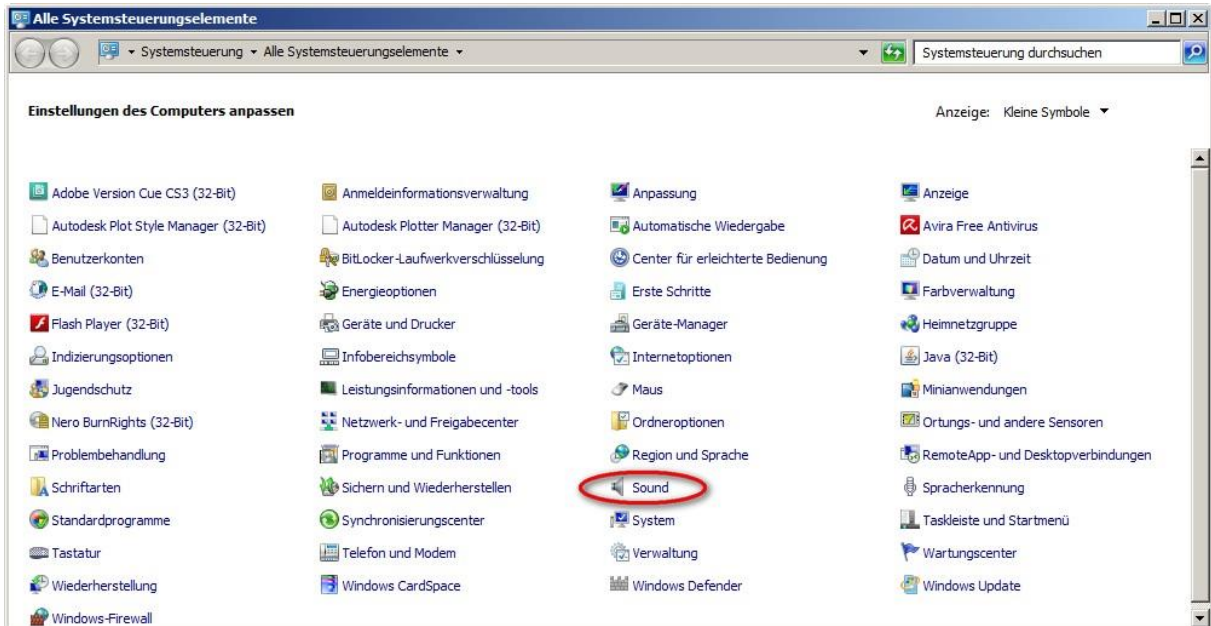 Alle Systemsteuerungselemente
Systemsteuerung Alle Systemsteuerungselemente Systemsteuerung durchsuchen
Einstellungen des Computers anpassen Anzeige: Kleine Symbole
Adobe Version Cue CS3 (32-Bit) Anmeldeinformationsverwaltung Anpassung Anzeige
Autodesk Plot Style Manager (32-Bit) Autodesk Plotter Manager (32-Bit) Automatische Wiedergabe Avira Free Antivirus
Benutzerkonten BitLocker-Laufwerkverschlüsselung Center für erleichterte Bedienung Datum und Uhrzeit
E-Mail (32-Bit) Energieoptionen Erste Schritte Farbverwaltung
Flash Player (32-Bit) Geräte und Drucker Geräte-Manager Heimnetzgruppe
Indizierungsoptionen Infobereichsymbole Internetoptionen Java (32-Bit)
Jugendschutz Leistungsinformationen und -tools Maus Minianwendungen
Nero BurnRights (32-Bit) Netzwerk- und Freigabecenter Ordneroptionen Ortungs- und andere Sensoren
Problembehandlung Programme und Funktionen Region und Sprache RemoteApp- und Desktopverbindungen
Schriftarten Sichern und Wiederherstellen Sound Spracherkennung
Standardprogramme Synchronisierungscenter System Taskleiste und Startmenü
Tastatur Telefon und Modem Verwaltung Wartungscenter
Wiederherstellung Windows CardSpace Windows Defender Windows Update
Windows-Firewall